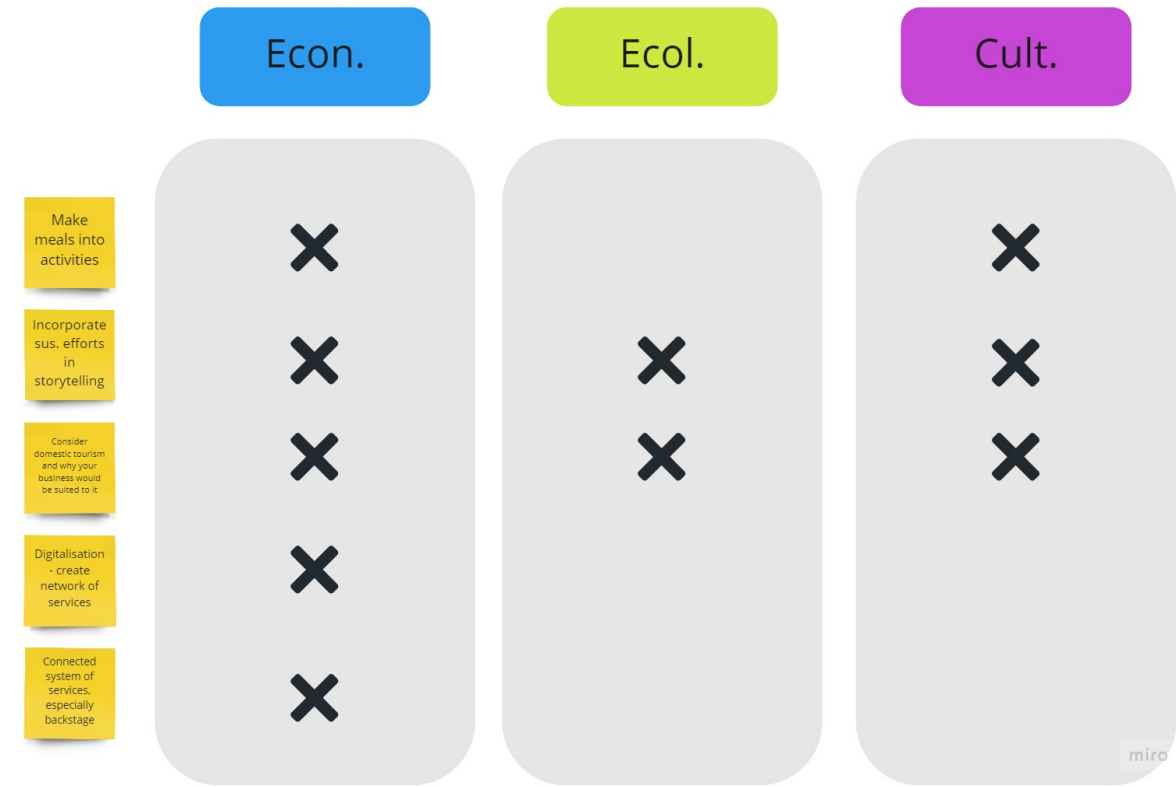 Econ.
Ecol.
Cult.
Make
meals into
activities
Incorporate
sus. efforts
in
storytelling
Consider
domestic tourism
and why your
business would
be suited to it
Digitalisation
- create
network of
services
Connected
system of
services,
especially
backstage
miro